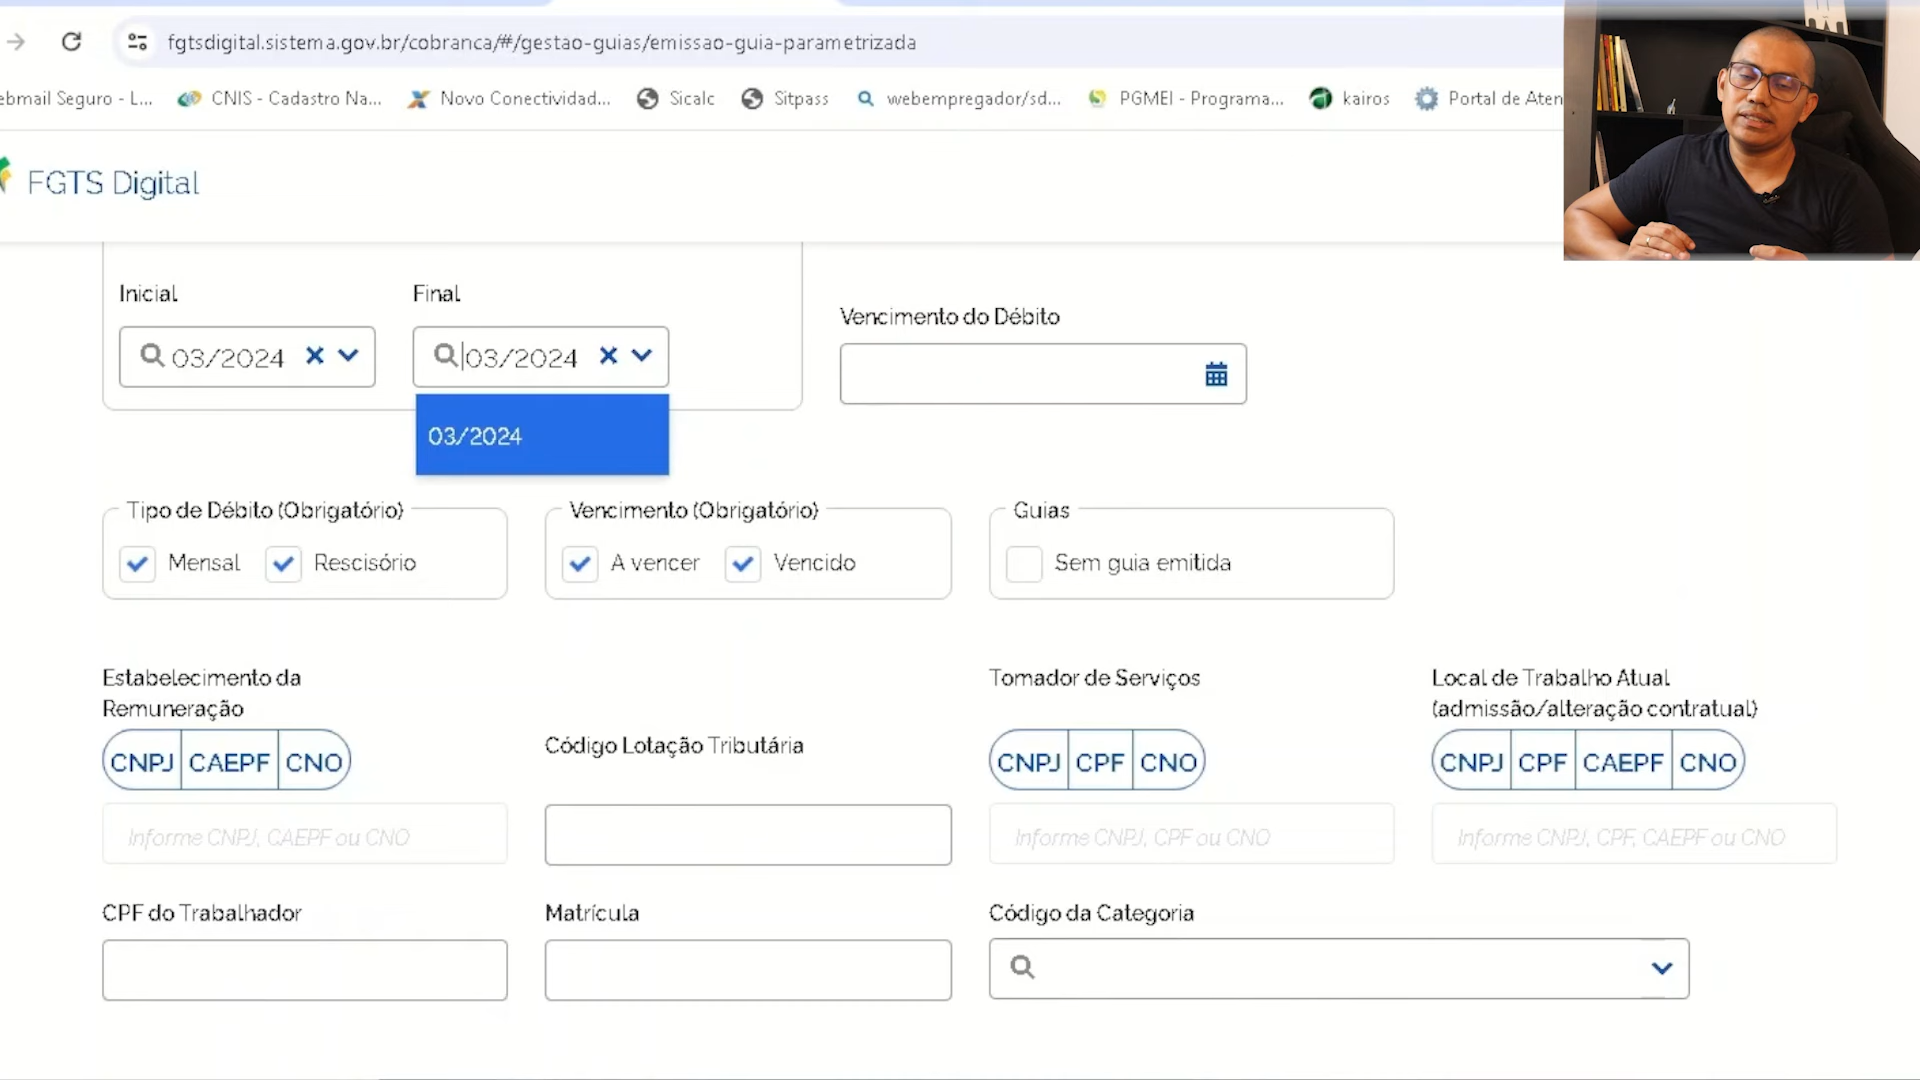 fgtsdigital.sistema.gov.br/cobranca/#/gestao-guias/emissao-guia-parametrizada
ebmail Seguro - L...
CNIS - Cadastro Na...
Novo Conectividad...
Sicalc
Sitpass
webempregador/sd...
PGMEI - Programa...
kairos
Portal de Aten
FGTS Digital
Inicial
Final
Vencimento do Débito
03/2024
03/2024
03/2024
Tipo de Débito (Obrigatório)
Vencimento (Obrigatório)
Guias
Mensal
Rescisório
A vencer
Vencido
Sem guia emitida
Estabelecimento da
Remuneração
Código Lotação Tributária
Tomador de Serviços
Local de Trabalho Atual
(admissão/alteração contratual)
CNPJ CAEPF CNO
CNPJ CPF CNO
CNPJ CPF CAEPF CNO
Informe CNPJ, CAEPF ou CNO
Informe CNPJ, CPF ou CNO
Informe CNPJ, CPF, CAEPF ou CNO
CPF do Trabalhador
Matrícula
Código da Categoria